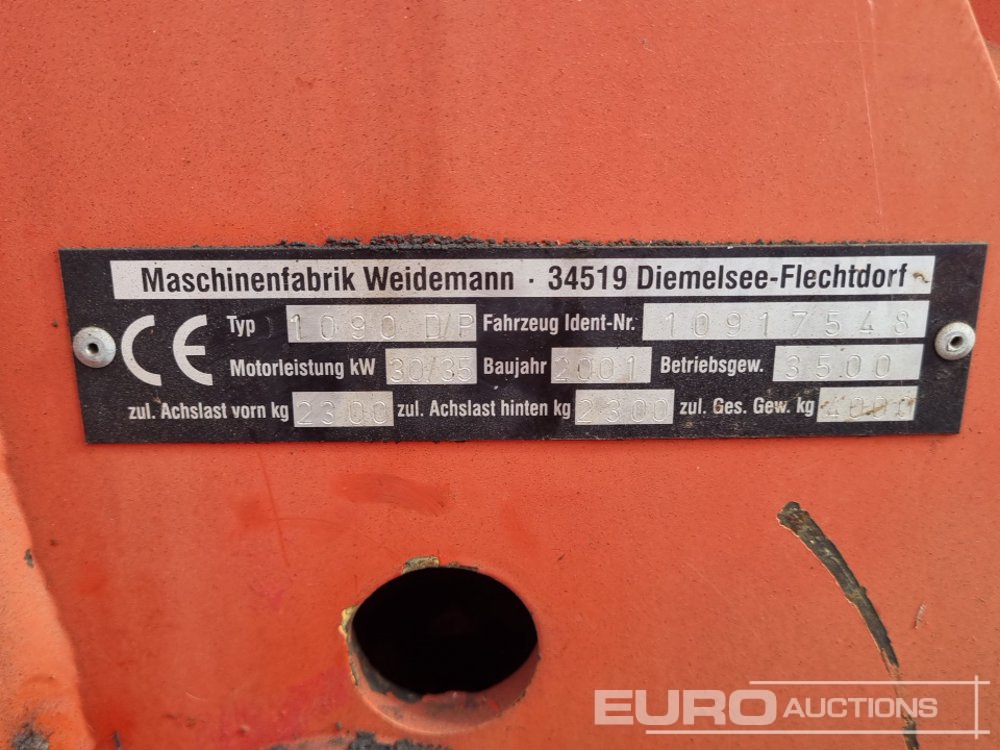 Maschinenfabrik Weidemann · 34519 Diemelsee-Flechtdorf
CE Typ 1090 D/P Fahrzeug Ident-Nr. 10917548
Motorleistung kW 30/35 Baujahr 2001 Betriebsgew. 3500
zul. Achslast vorn kg 2300 zul. Achslast hinten kg 2300 zul. Ges. Gew. kg 4000
EURO AUCTIONS